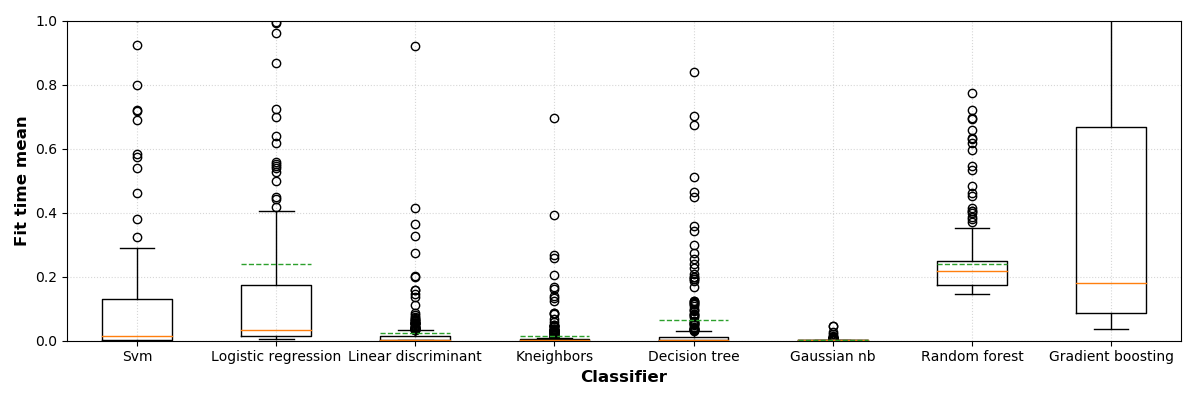 1.0
0.8
0.6
0.4
0.2
0.0
Fit time mean
Svm Logistic regression Linear discriminant Kneighbors Decision tree Gaussian nb Random forest Gradient boosting
Classifier